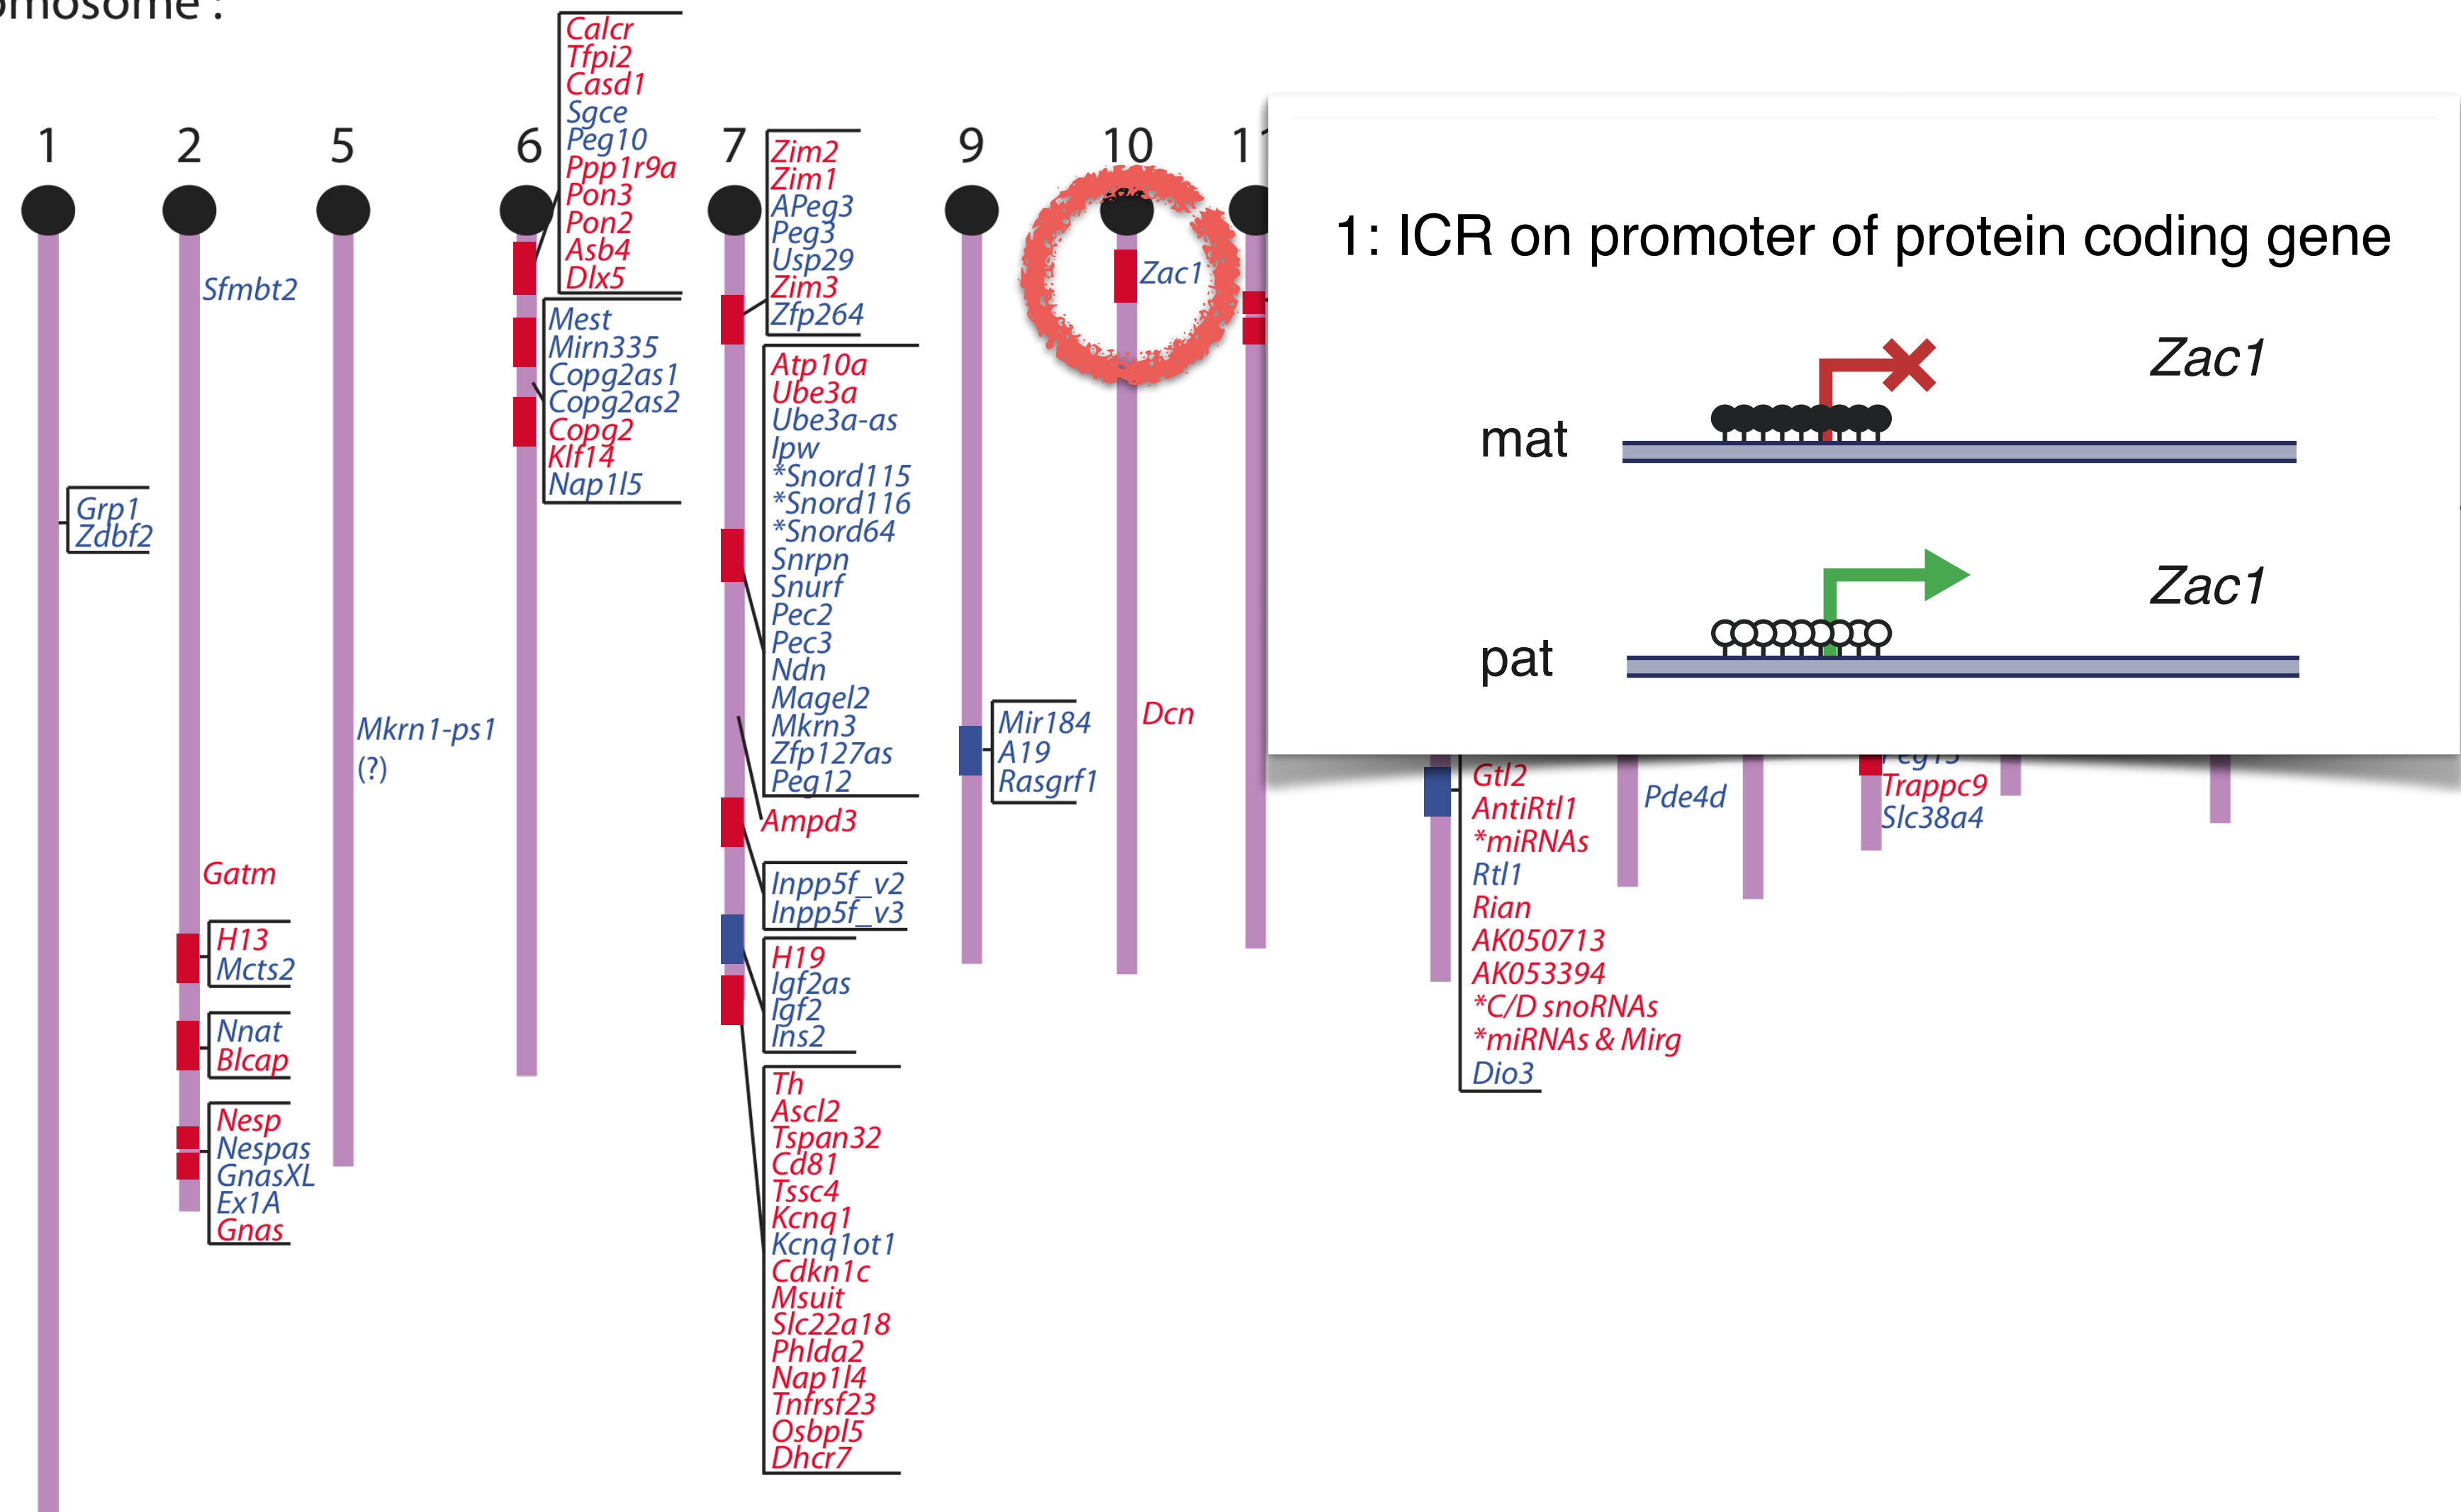 omosome :
1
2
5
6
7
9
10
11
Grp1
Zdbf2
Sfmbt2
Gatm
H13
Mcts2
Nnat
Blcap
Nesp
Nespas
GnasXL
Ex1A
Gnas
Mkrn1-ps1
(?)
Calcr
Tfpi2
Casd1
Sgce
Peg10
Ppp1r9a
Pon3
Pon2
Asb4
Dlx5
Mest
Mirn335
Copg2as1
Copg2as2
Copg2
Klf14
Nap1l5
Zim2
Zim1
APeg3
Peg3
Usp29
Zim3
Zfp264
Atp10a
Ube3a
Ube3a-as
Ipw
*Snord115
*Snord116
*Snord64
Snrpn
Snurf
Pec2
Pec3
Ndn
Magel2
Mkrn3
Zfp127as
Peg12
Ampd3
Inpp5f_v2
Inpp5f_v3
H19
Igf2as
Igf2
Ins2
Th
Ascl2
Tspan32
Cd81
Tssc4
Kcnq1
Kcnq1ot1
Cdkn1c
Msuit
Slc22a18
Phlda2
Nap1l4
Tnfrsf23
Osbpl5
Dhcr7
Mir184
A19
Rasgrf1
Zac1
Dcn
1: ICR on promoter of protein coding gene
Zac1
mat
Zac1
pat
Gtl2
AntiRtl1
*miRNAs
Rtl1
Rian
AK050713
AK053394
*C/D snoRNAs
*miRNAs & Mirg
Dio3
Pde4d
Peg13
Trappc9
Slc38a4